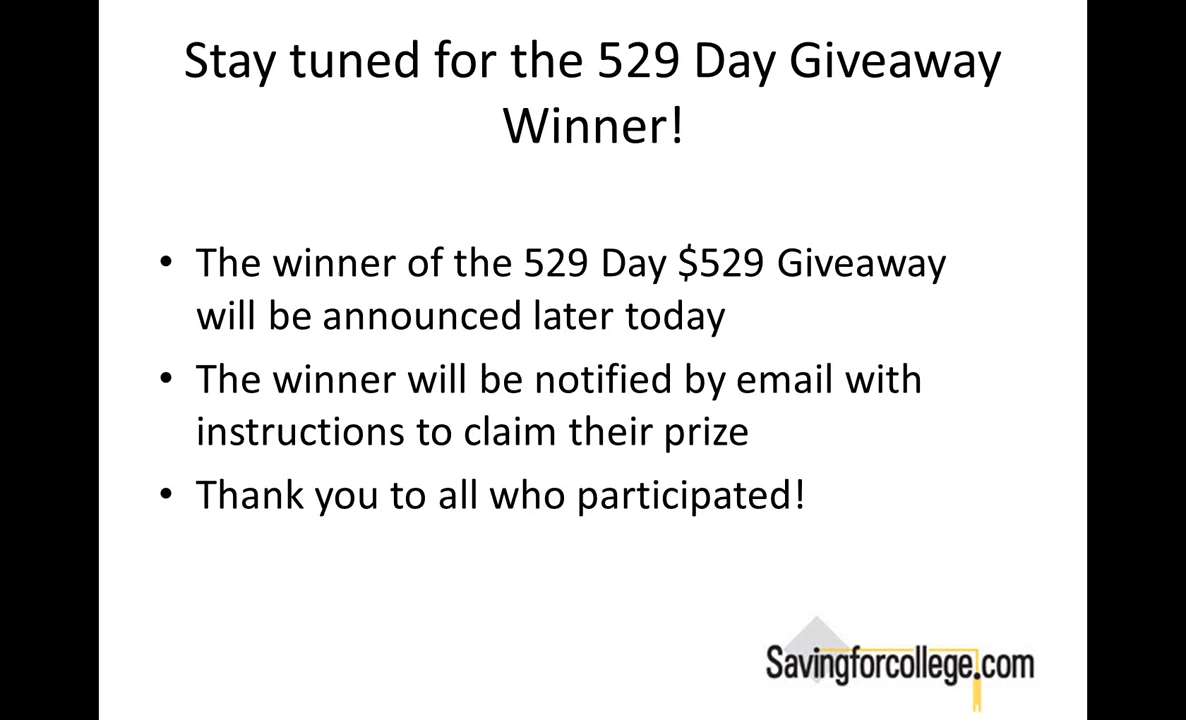 Stay tuned for the 529 Day Giveaway
Winner!
• The winner of the 529 Day $529 Giveaway
will be announced later today
• The winner will be notified by email with
instructions to claim their prize
• Thank you to all who participated!
Savingforcollege.com